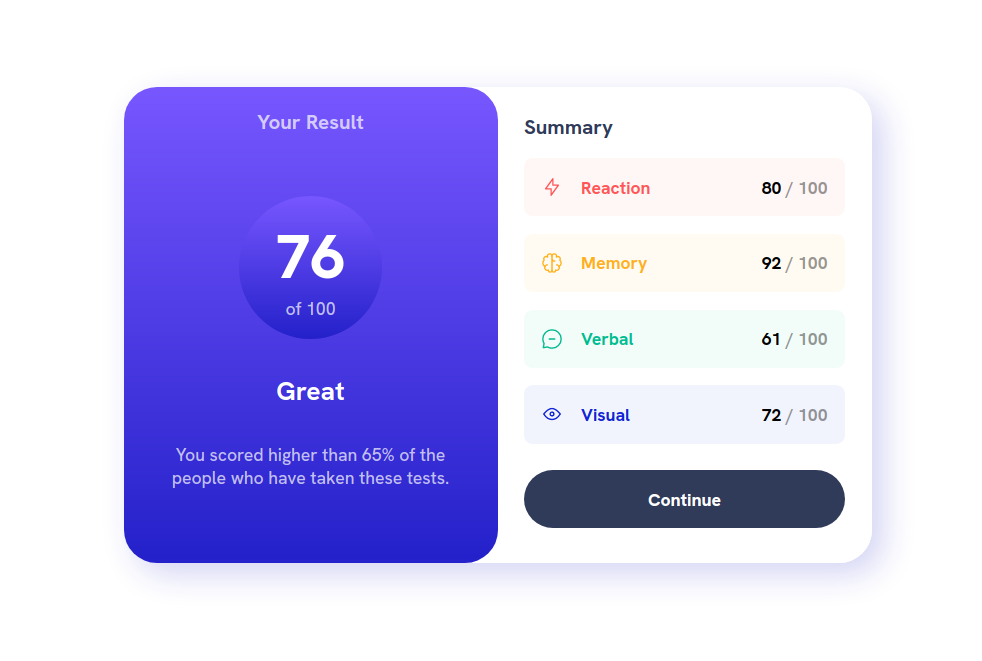 Your Result
76
of 100
Great
You scored higher than 65% of the
people who have taken these tests.
Summary
Reaction 80 / 100
Memory 92 / 100
Verbal 61 / 100
Visual 72 / 100
Continue